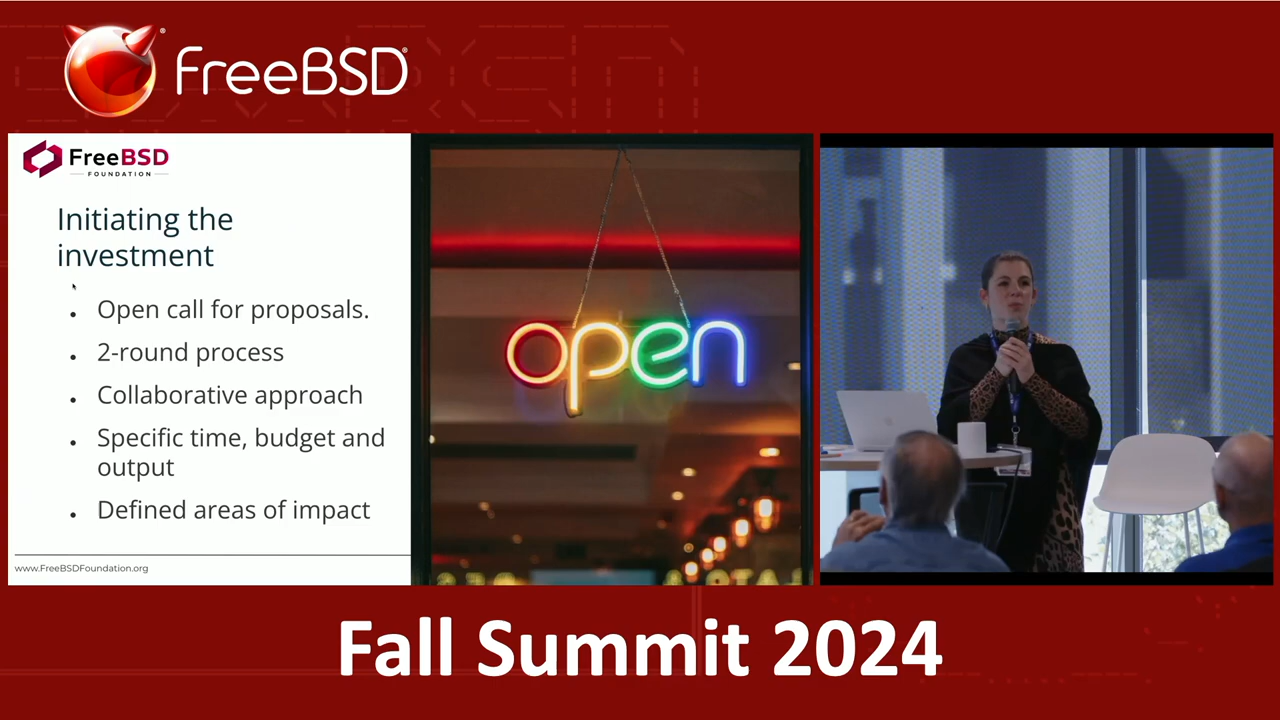 FreeBSD®
FreeBSD
FOUNDATION
Initiating the
investment
• Open call for proposals.
• 2-round process
• Collaborative approach
• Specific time, budget and
output
• Defined areas of impact
www.FreeBSDFoundation.org
open
Fall Summit 2024